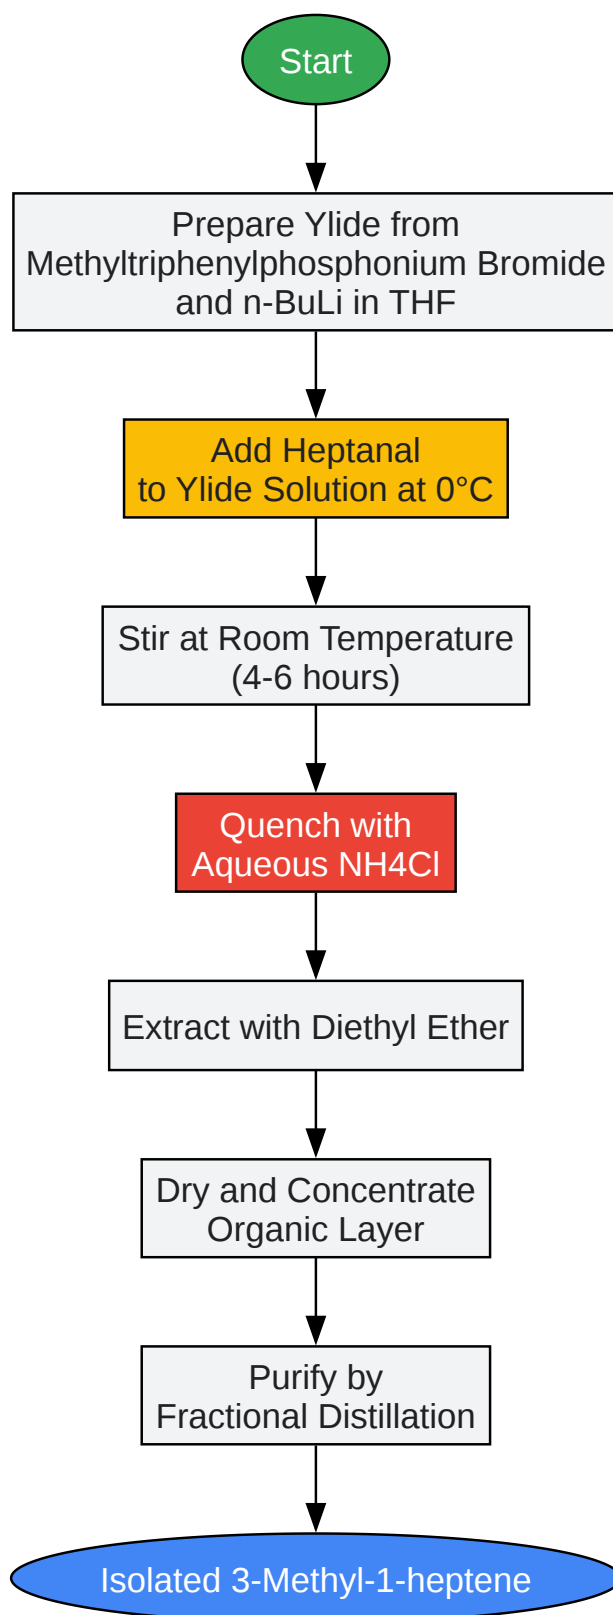 Start
Prepare Ylide from
Methyltriphenylphosphonium Bromide
and n-BuLi in THF
Add Heptanal
to Ylide Solution at 0°C
Stir at Room Temperature
(4-6 hours)
Quench with
Aqueous NH4Cl
Extract with Diethyl Ether
Dry and Concentrate
Organic Layer
Purify by
Fractional Distillation
Isolated 3-Methyl-1-heptene